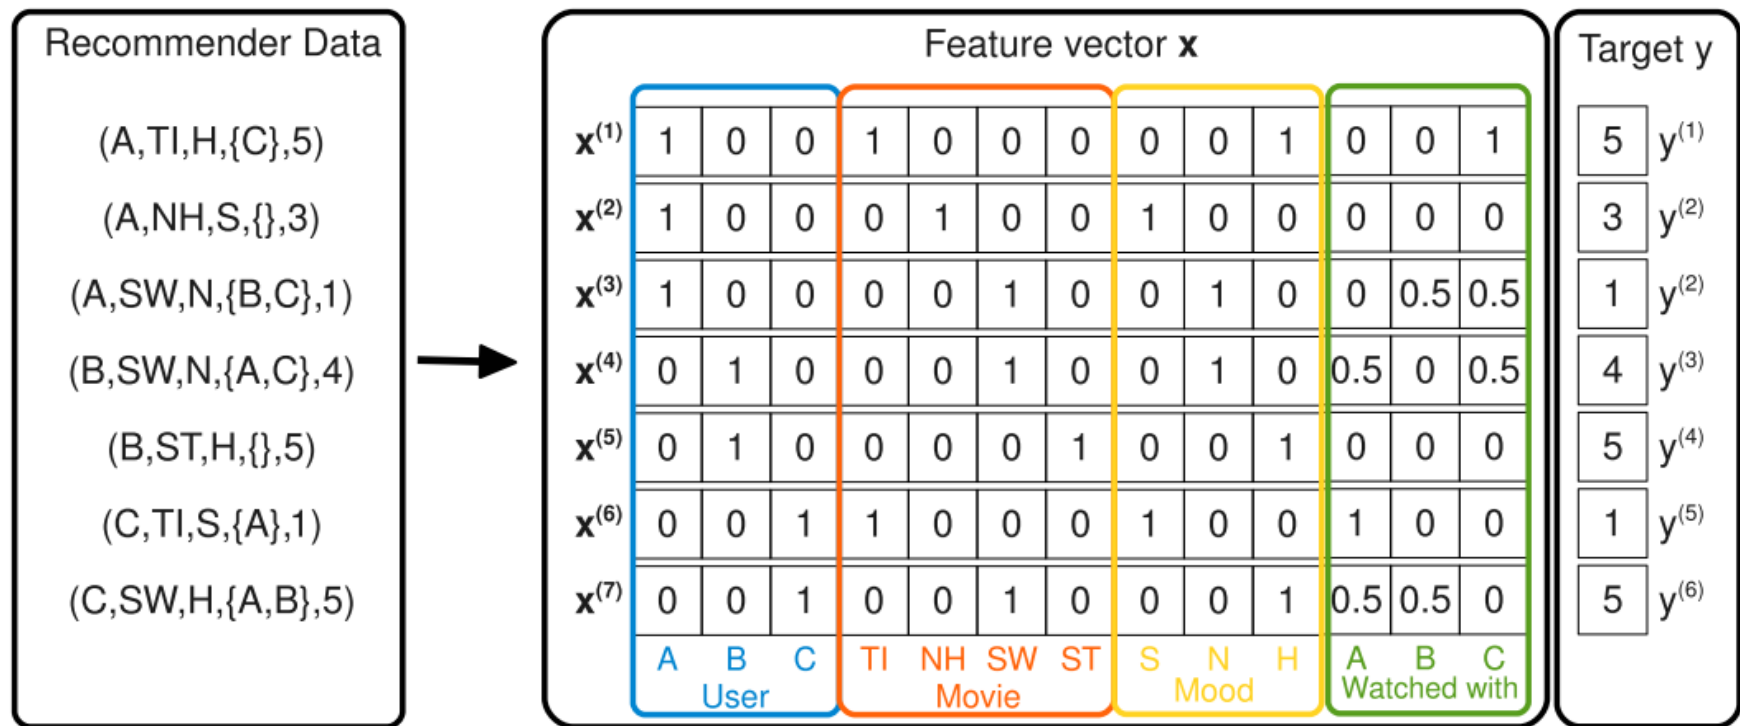 Recommender Data
(A,TI,H,{C},5)
(A,NH,S,{},3)
(A,SW,N,{B,C},1)
(B,SW,N,{A,C},4)
(B,ST,H,{},5)
(C,TI,S,{A},1)
(C,SW,H,{A,B},5)
Feature vector x
x(1) 1 0 0 1 0 0 0 0 0 1 0 0 1
x(2) 1 0 0 0 1 0 0 1 0 0 0 0 0
x(3) 1 0 0 0 0 1 0 0 1 0 0 0.5 0.5
x(4) 0 1 0 0 0 1 0 0 1 0 0.5 0 0.5
x(5) 0 1 0 0 0 0 1 0 0 1 0 0 0
x(6) 0 0 1 1 0 0 0 1 0 0 1 0 0
x(7) 0 0 1 0 0 1 0 0 0 1 0.5 0.5 0
A B C TI NH SW ST S N H A B C
User Movie Mood Watched with
Target y
5 y(1)
3 y(2)
1 y(2)
4 y(3)
5 y(4)
1 y(5)
5 y(6)